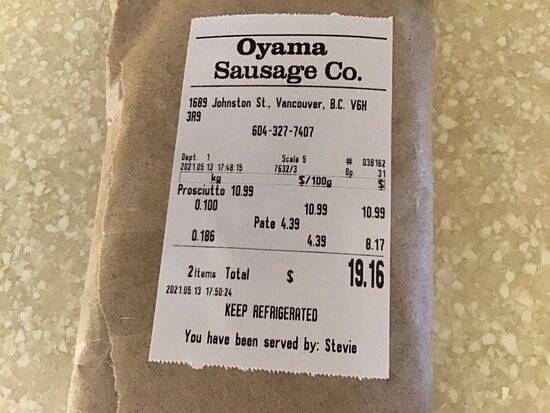 Oyama
Sausage Co.
1689 Johnston St., Vancouver, B.C. V6H
3R9
604-327-7407
Dept. 1 Scale 5 # 038162
2021.05.13 17:48:15 7632/3 Op. 31
kg $/100g $
Prosciutto 10.99
0.100 10.99 10.99
Pate 4.39
0.186 4.39 8.17
2Items Total $ 19.16
2021.05.13 17:50:24
KEEP REFRIGERATED
You have been served by: Stevie